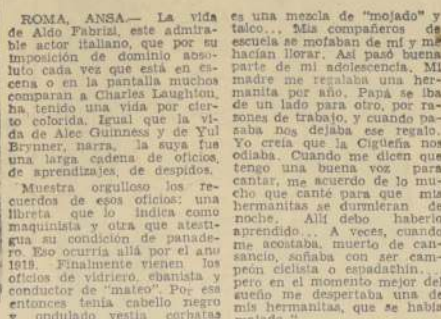 ROMA, ANSA.— La vida
de Aldo Fabrizi, este admira-
ble actor italiano, que por su
imposición de dominio abso-
luto cada vez que está en es-
cena o en la pantalla muchos
comparan a Charles Laughton,
ha tenido una vida por cier-
to colorida. Igual que la vi-
da de Alec Guinness y de Yul
Brynner, narra, la suya fue
una larga cadena de oficios,
de aprendizajes, de despidos.
Muestra orgulloso los re-
cuerdos de esos oficios: una
libreta que lo indica como
maquinista y otra que atesti-
gua su condición de panade-
ro. Eso ocurría allá por el año
1919. Finalmente vienen los
oficios de vidriero, ebanista y
conductor de "mateo". Por esa
entonces tenía cabello negro
y ondulado vestía corbatas
es una mezcla de "mojado" y
talco... Mis compañeros de
escuela se mofaban de mí y me
hacían llorar. Así pasó buena
parte de mi adolescencia. Mi
madre me regalaba una her-
manita por año. Papá se iba
de un lado para otro, por ra-
zones de trabajo, y cuando pa-
saba nos dejaba ese regalo.
Yo creía que la Cigüeña nos
odiaba. Cuando me dicen que
tengo una buena voz para
cantar, me acuerdo de lo mu-
cho que canté para que mis
hermanitas se durmieran de
noche. Allí debo haberlo
aprendido... A veces, cuando
me acostaba, muerto de can-
sancio, soñaba con ser cam-
peón ciclista o espadachín...
pero en el momento mejor del
sueño me despertaba una de
mis hermanitas, que se había
mojado."